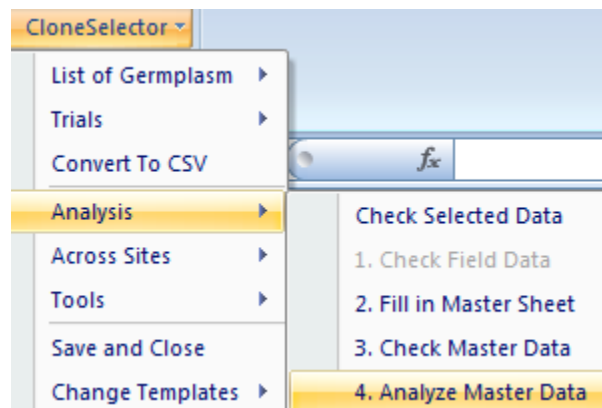 CloneSelector
List of Germplasm
Trials
Convert To CSV
fx
Analysis
Check Selected Data
Across Sites
1. Check Field Data
Tools
2. Fill in Master Sheet
Save and Close
3. Check Master Data
Change Templates
4. Analyze Master Data